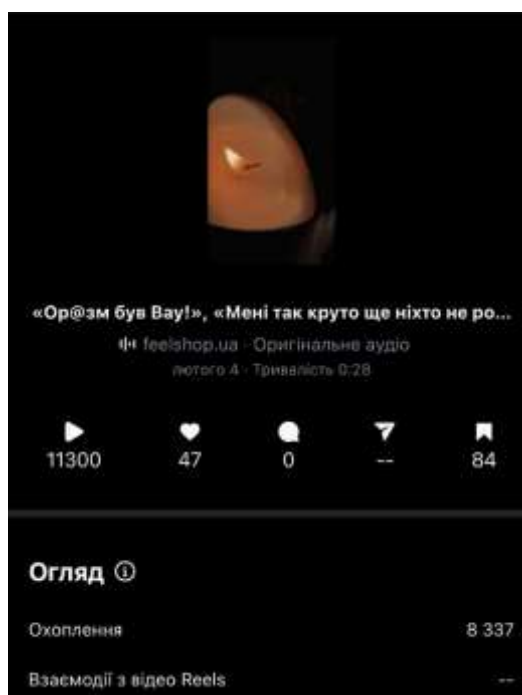 «Ор@зм був Вау!», «Мені так круто ще ніхто не ро...
feelshop.ua · Оригінальне аудіо
лютого 4 · Тривалість 0:28
11300 47 0 -- 84
Огляд
Охоплення 8 337
Взаємодії з відео Reels --